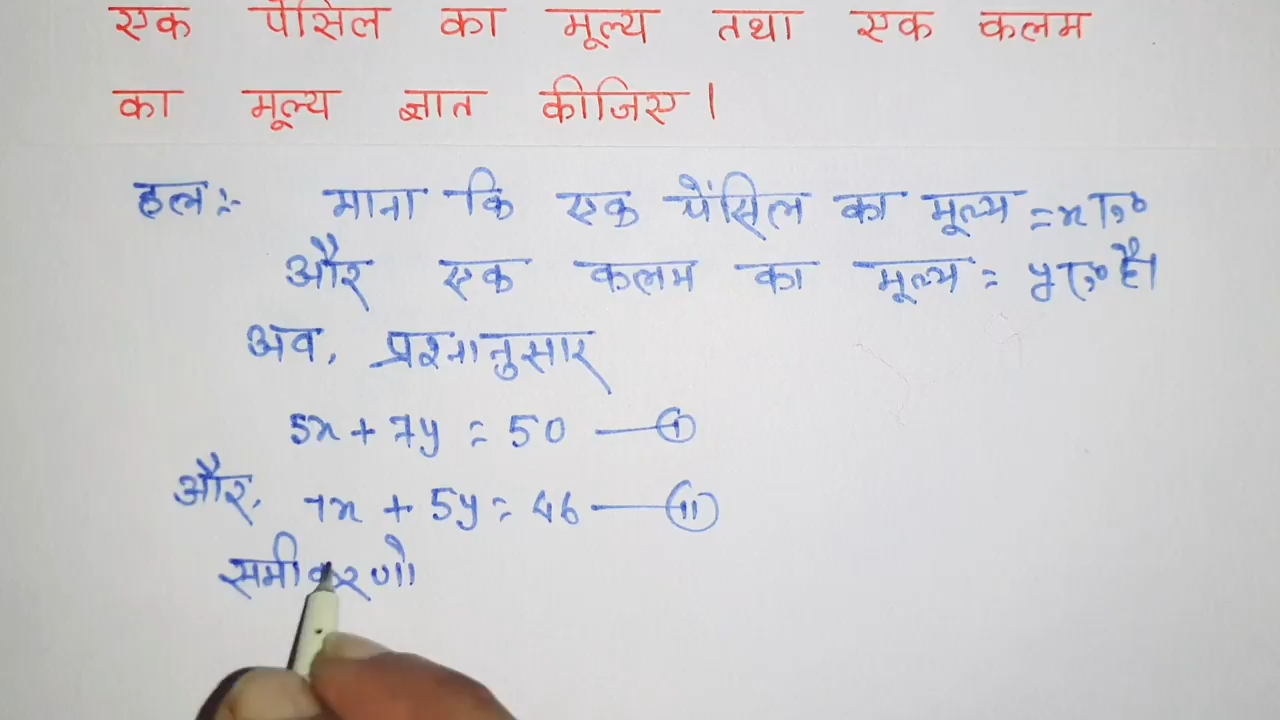 एक पेंसिल का मूल्य तथा एक कलम
का मूल्य ज्ञात कीजिए ।
हल:- माना कि एक पेंसिल का मूल्य = x रु०
और एक कलम का मूल्य = y रु० है।
अब, प्रश्नानुसार
5x + 7y = 50 — (i)
और, 7x + 5y = 46 — (ii)
समीकरणो